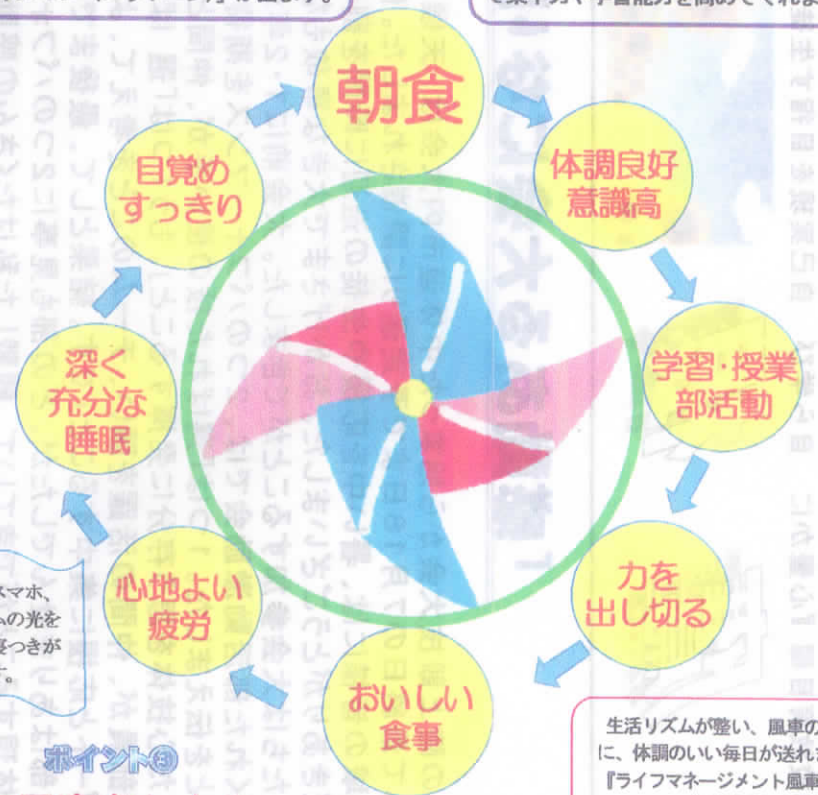 朝食
体調良好
意識高
学習・授業
部活動
力を
出し切る
おいしい
食事
心地よい
疲労
深く
充分な
睡眠
目覚め
すっきり
スマホ、
の光を
寝つきが
ポイント③
生活リズムが整い、風車の
に、体調のいい毎日が送れ
『ライフマネージメント風車